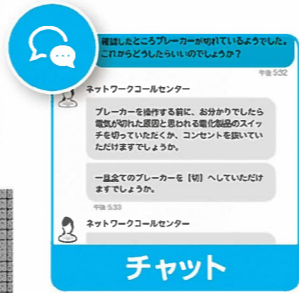 確認したところブレーカーが切れているようでした。
これからどうしたらいいのでしょうか？
午後 5:32
ネットワークコールセンター
ブレーカーを操作する前に、お分かりでしたら
電気が切れた原因と思われる電化製品のスイッ
チを切っていただくか、コンセントを抜いてい
ただけますでしょうか。
一旦全てのブレーカーを【切】へしていただけ
ますでしょうか。
午後 5:33
ネットワークコールセンター
チャット